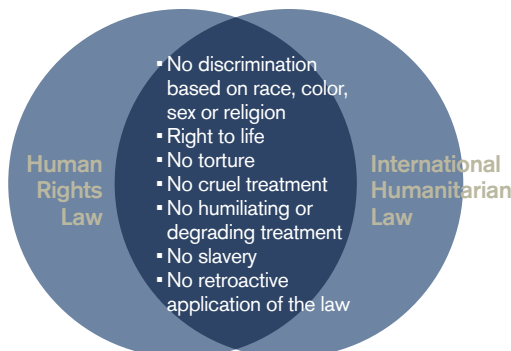 ▪ No discrimination
based on race, color,
sex or religion
▪ Right to life
▪ No torture
▪ No cruel treatment
▪ No humiliating or
degrading treatment
▪ No slavery
▪ No retroactive
application of the law
Human
Rights
Law
International
Humanitarian
Law